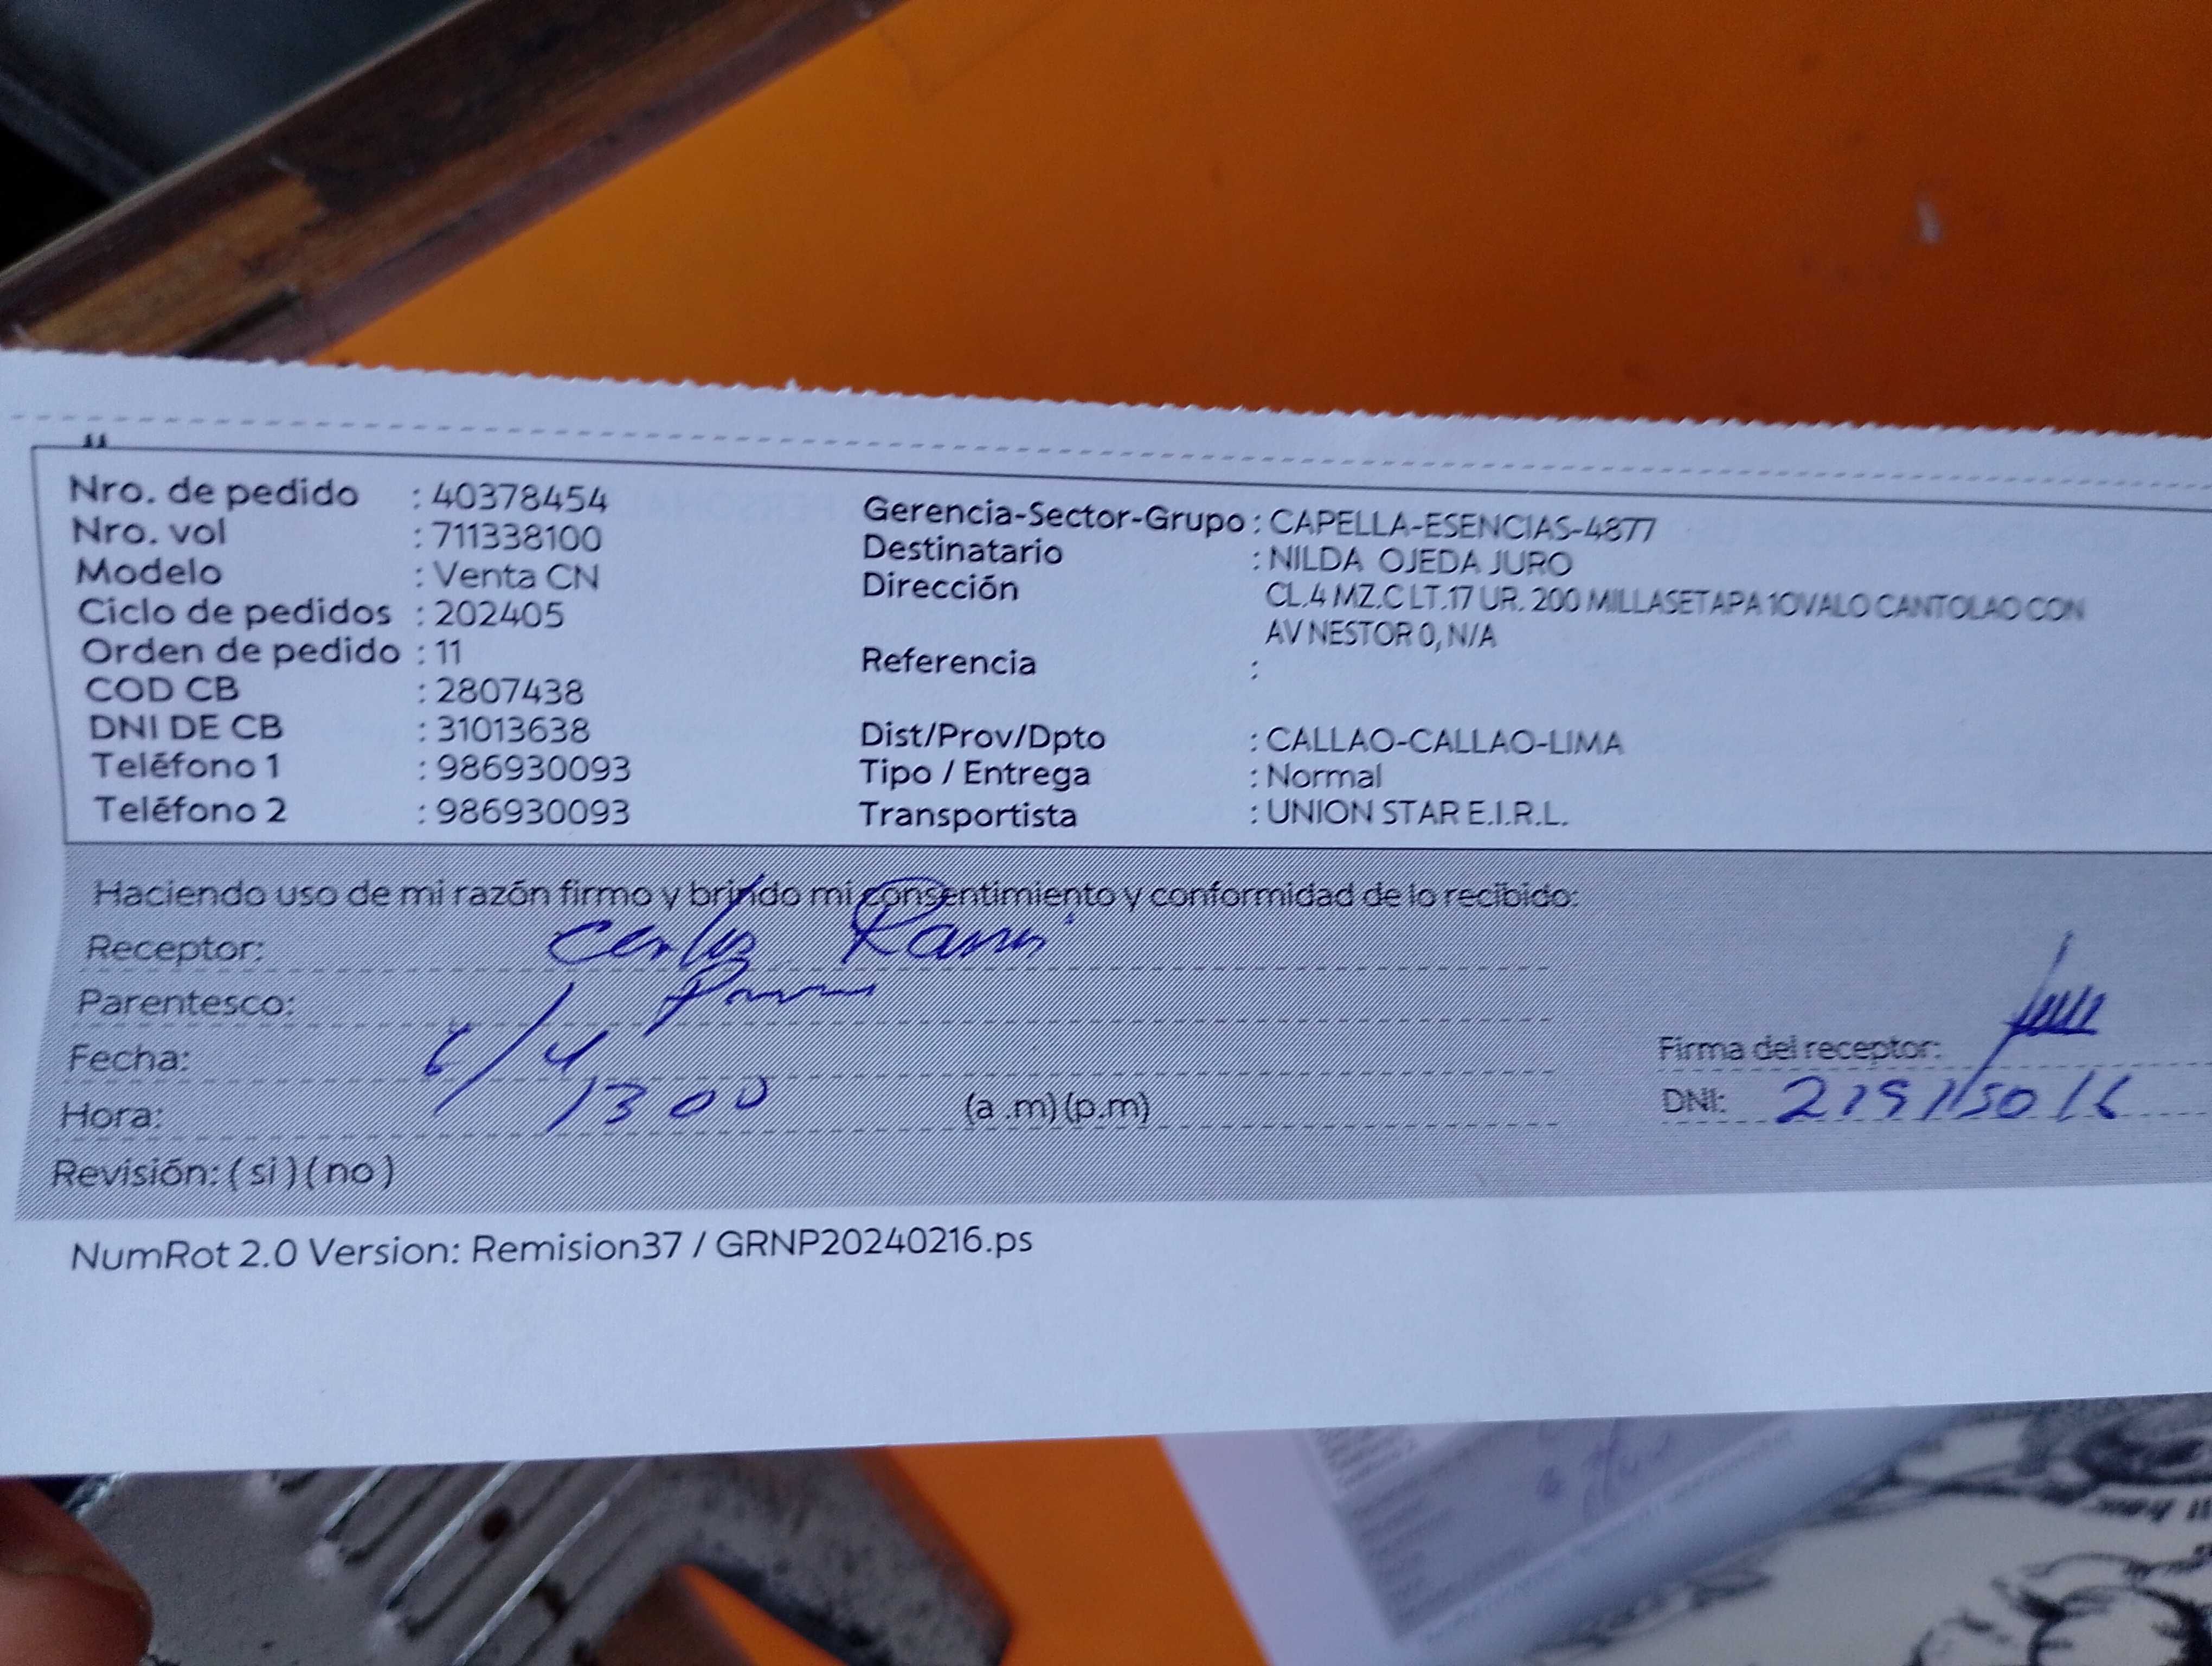 Nro. de pedido : 40378454
Nro. vol : 711338100
Modelo : Venta CN
Ciclo de pedidos : 202405
Orden de pedido : 11
COD CB : 2807438
DNI DE CB : 31013638
Teléfono 1 : 986930093
Teléfono 2 : 986930093
Gerencia-Sector-Grupo : CAPELLA-ESENCIAS-4877
Destinatario : NILDA OJEDA JURO
Dirección CL.4 MZ.C LT.17 UR. 200 MILLASETAPA 1OVALO CANTOLAO CON
AV NESTOR 0, N/A
Referencia :
Dist/Prov/Dpto : CALLAO-CALLAO-LIMA
Tipo / Entrega : Normal
Transportista : UNION STAR E.I.R.L.
Haciendo uso de mi razón firmo y brindo mi consentimiento y conformidad de lo recibido:
Receptor:
Parentesco:
Fecha: 6/4
Hora: 13 00 (a .m) (p.m)
Revisión: ( si ) ( no )
Firma del receptor:
DNI:
NumRot 2.0 Version: Remision37 / GRNP20240216.ps